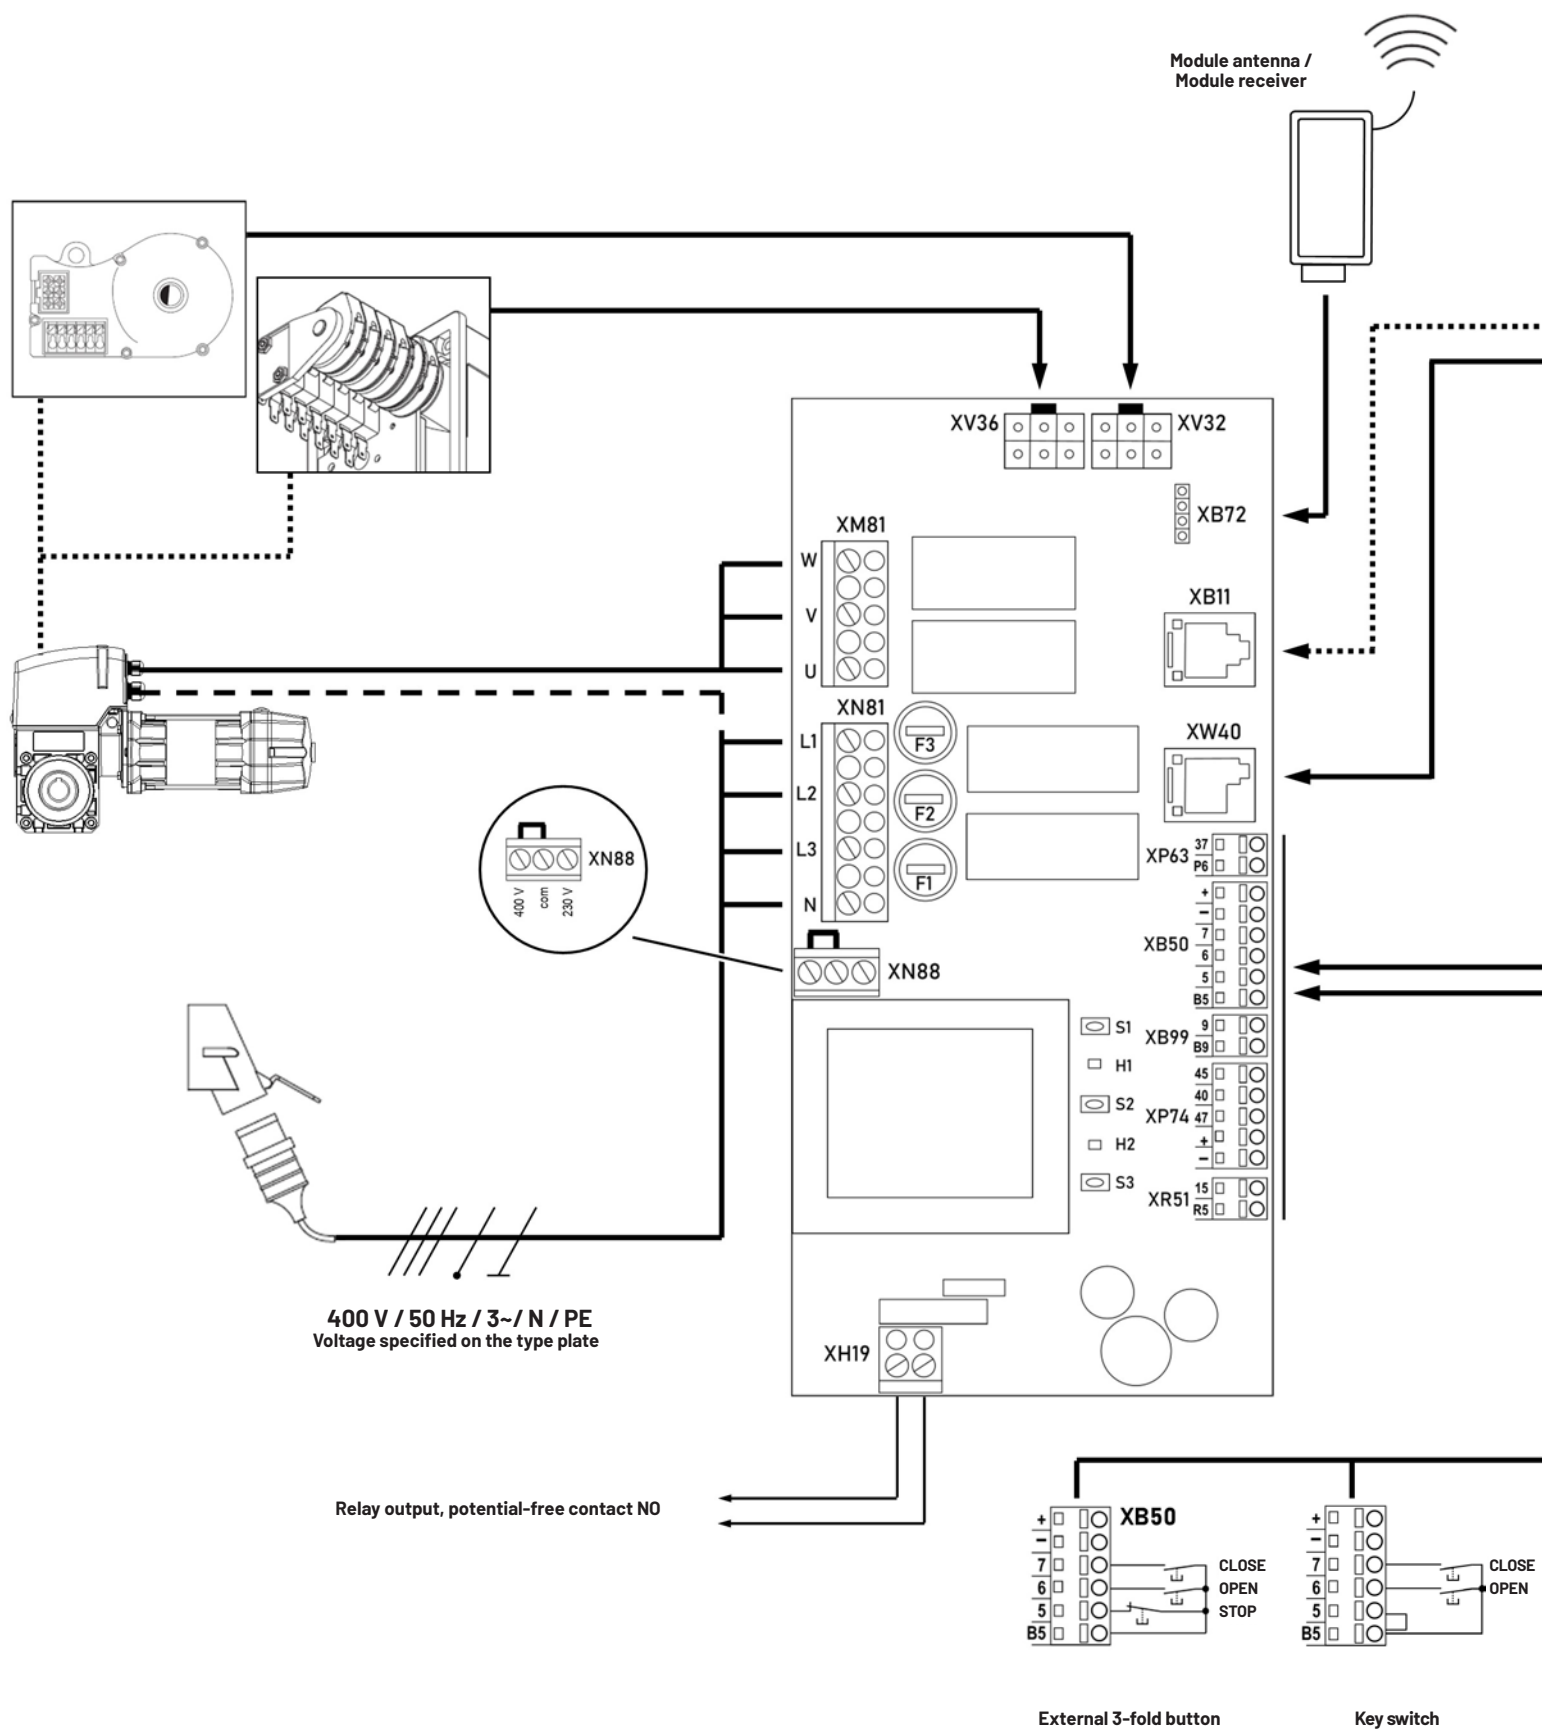 Module antenna /
Module receiver
XV36
XV32
XB72
XM81
W
V
U
XB11
XN81
L1
L2
L3
N
F3
F2
F1
XW40
XN88
400 V
com
230 V
XN88
XP63
37
P6
XB50
+
–
7
6
5
B5
XB99
9
B9
XP74
45
40
47
+
–
XR51
15
R5
S1
H1
S2
H2
S3
400 V / 50 Hz / 3~/ N / PE
Voltage specified on the type plate
XH19
Relay output, potential-free contact NO
XB50
+
–
7
6
5
B5
CLOSE
OPEN
STOP
+
–
7
6
5
B5
CLOSE
OPEN
External 3-fold button
Key switch